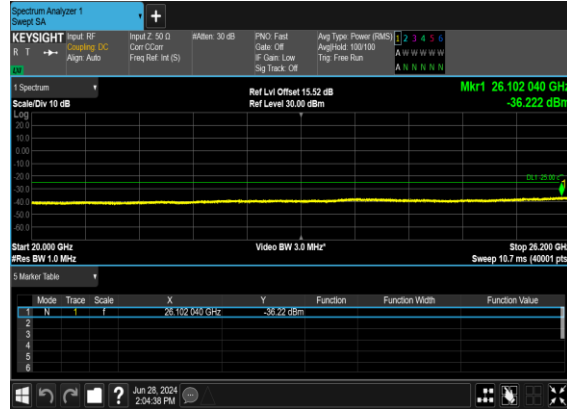 Spectrum Analyzer 1
Swept SA
+
KEYSIGHT Input: RF Input Z: 50 Ω #Atten: 30 dB PNO: Fast Avg Type: Power (RMS) 1 2 3 4 5 6
R T Coupling: DC Corr CCorr Gate: Off Avg|Hold: 100/100 A W W W W W
Align: Auto Freq Ref: Int (S) IF Gain: Low Trig: Free Run
LW Sig Track: Off A N N N N N
1 Spectrum Ref Lvl Offset 15.52 dB Mkr1 26.102 040 GHz
Scale/Div 10 dB Ref Level 30.00 dBm -36.222 dBm
Log
20.0
10.0
0.00
-10.0
-20.0
DL1 -25.00
-30.0
-40.0
-50.0
-60.0
Start 20.000 GHz Video BW 3.0 MHz* Stop 26.200 GH
#Res BW 1.0 MHz Sweep 10.7 ms (40001 pts
5 Marker Table
Mode Trace Scale X Y Function Function Width Function Value
1 N 1 f 26.102 040 GHz -36.22 dBm
2
3
4
5
6
? Jun 28, 2024
2:04:38 PM